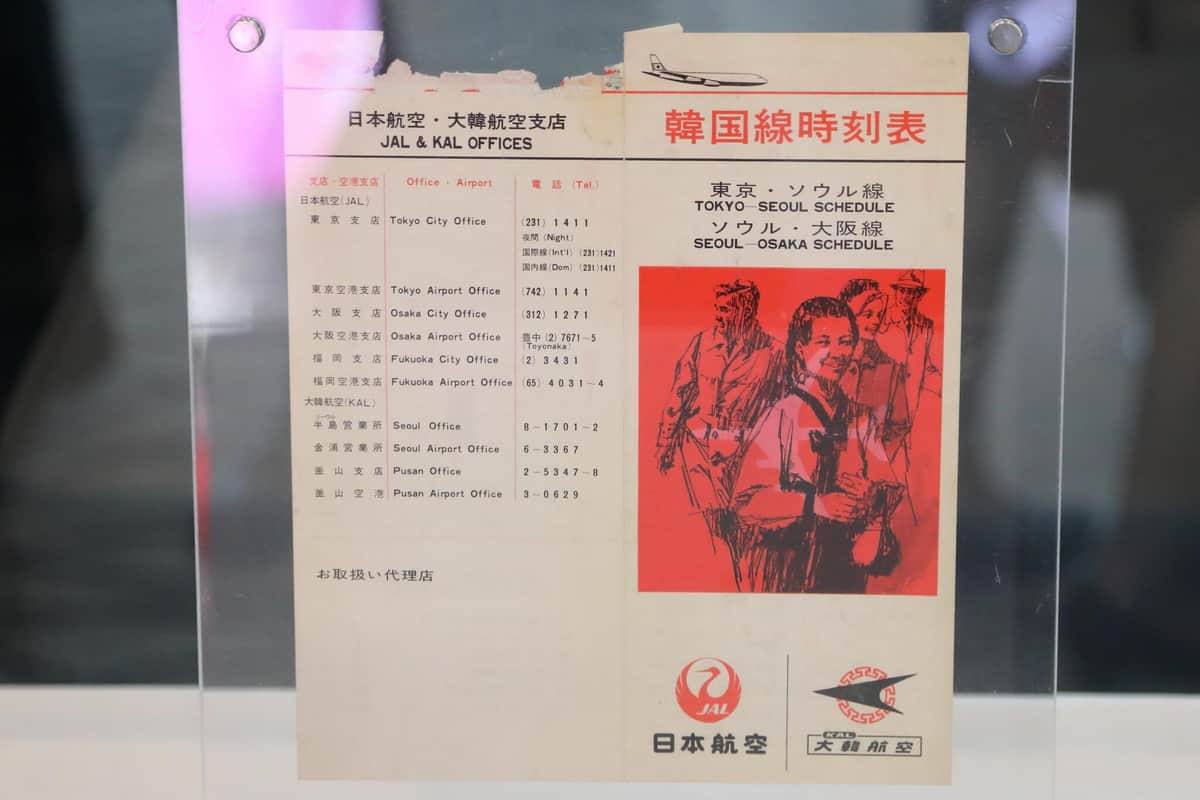 日本航空・大韓航空支店
JAL & KAL OFFICES
支店・空港支店 Office・Airport 電話 (Tel.)
日本航空(JAL)
東京支店 Tokyo City Office (231) 1411
夜間 (Night)
国際線(Int'l) (231)1421
国内線(Dom) (231)1411
東京空港支店 Tokyo Airport Office (742) 1141
大阪支店 Osaka City Office (312) 1271
大阪空港支店 Osaka Airport Office 豊中(2)7671-5
(Toyonaka)
福岡支店 Fukuoka City Office (2) 3431
福岡空港支店 Fukuoka Airport Office (65) 4031-4
大韓航空(KAL)
半島営業所 Seoul Office 8-1701-2
金浦営業所 Seoul Airport Office 6-3367
釜山支店 Pusan Office 2-5347-8
釜山空港 Pusan Airport Office 3-0629
お取扱い代理店
韓国線時刻表
東京・ソウル線
TOKYO—SEOUL SCHEDULE
ソウル・大阪線
SEOUL—OSAKA SCHEDULE
JAL
日本航空
KAL
大韓航空